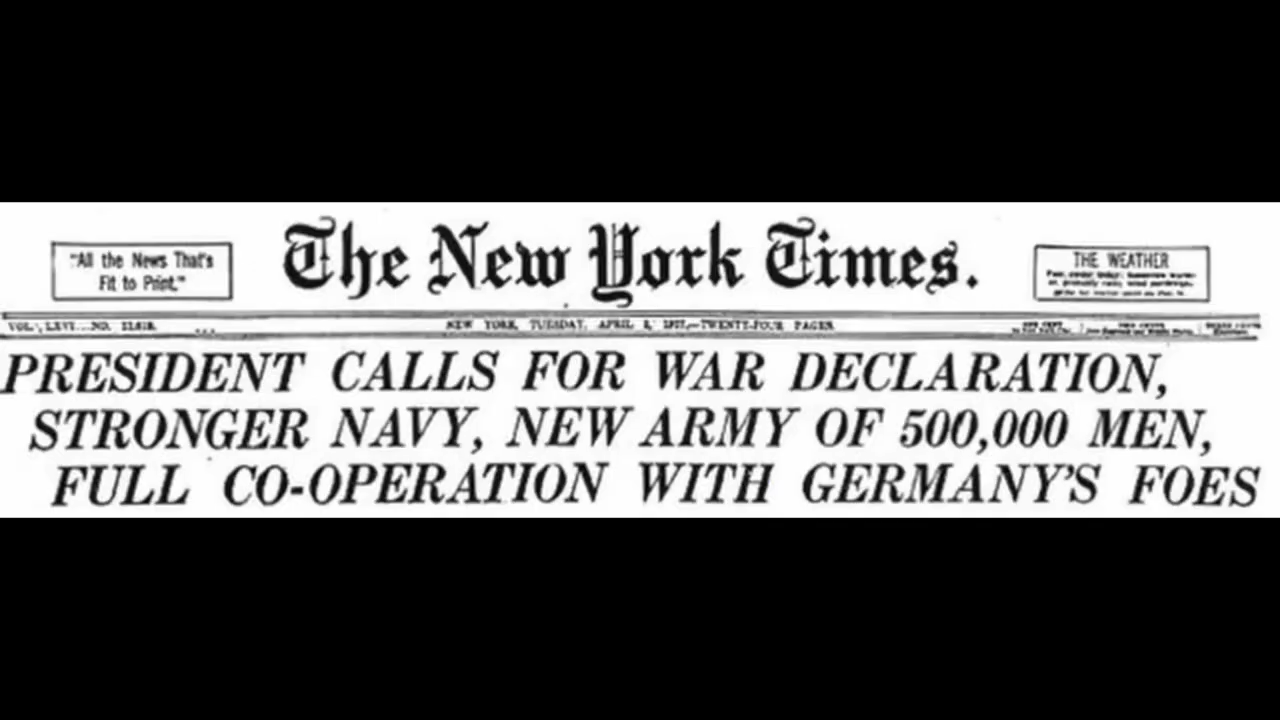 "All the News That's
Fit to Print."
The New York Times.
THE WEATHER
NEW YORK, TUESDAY, APRIL
TWENTY-FOUR PAGES
PRESIDENT CALLS FOR WAR DECLARATION,
STRONGER NAVY, NEW ARMY OF 500,000 MEN,
FULL CO-OPERATION WITH GERMANY'S FOES